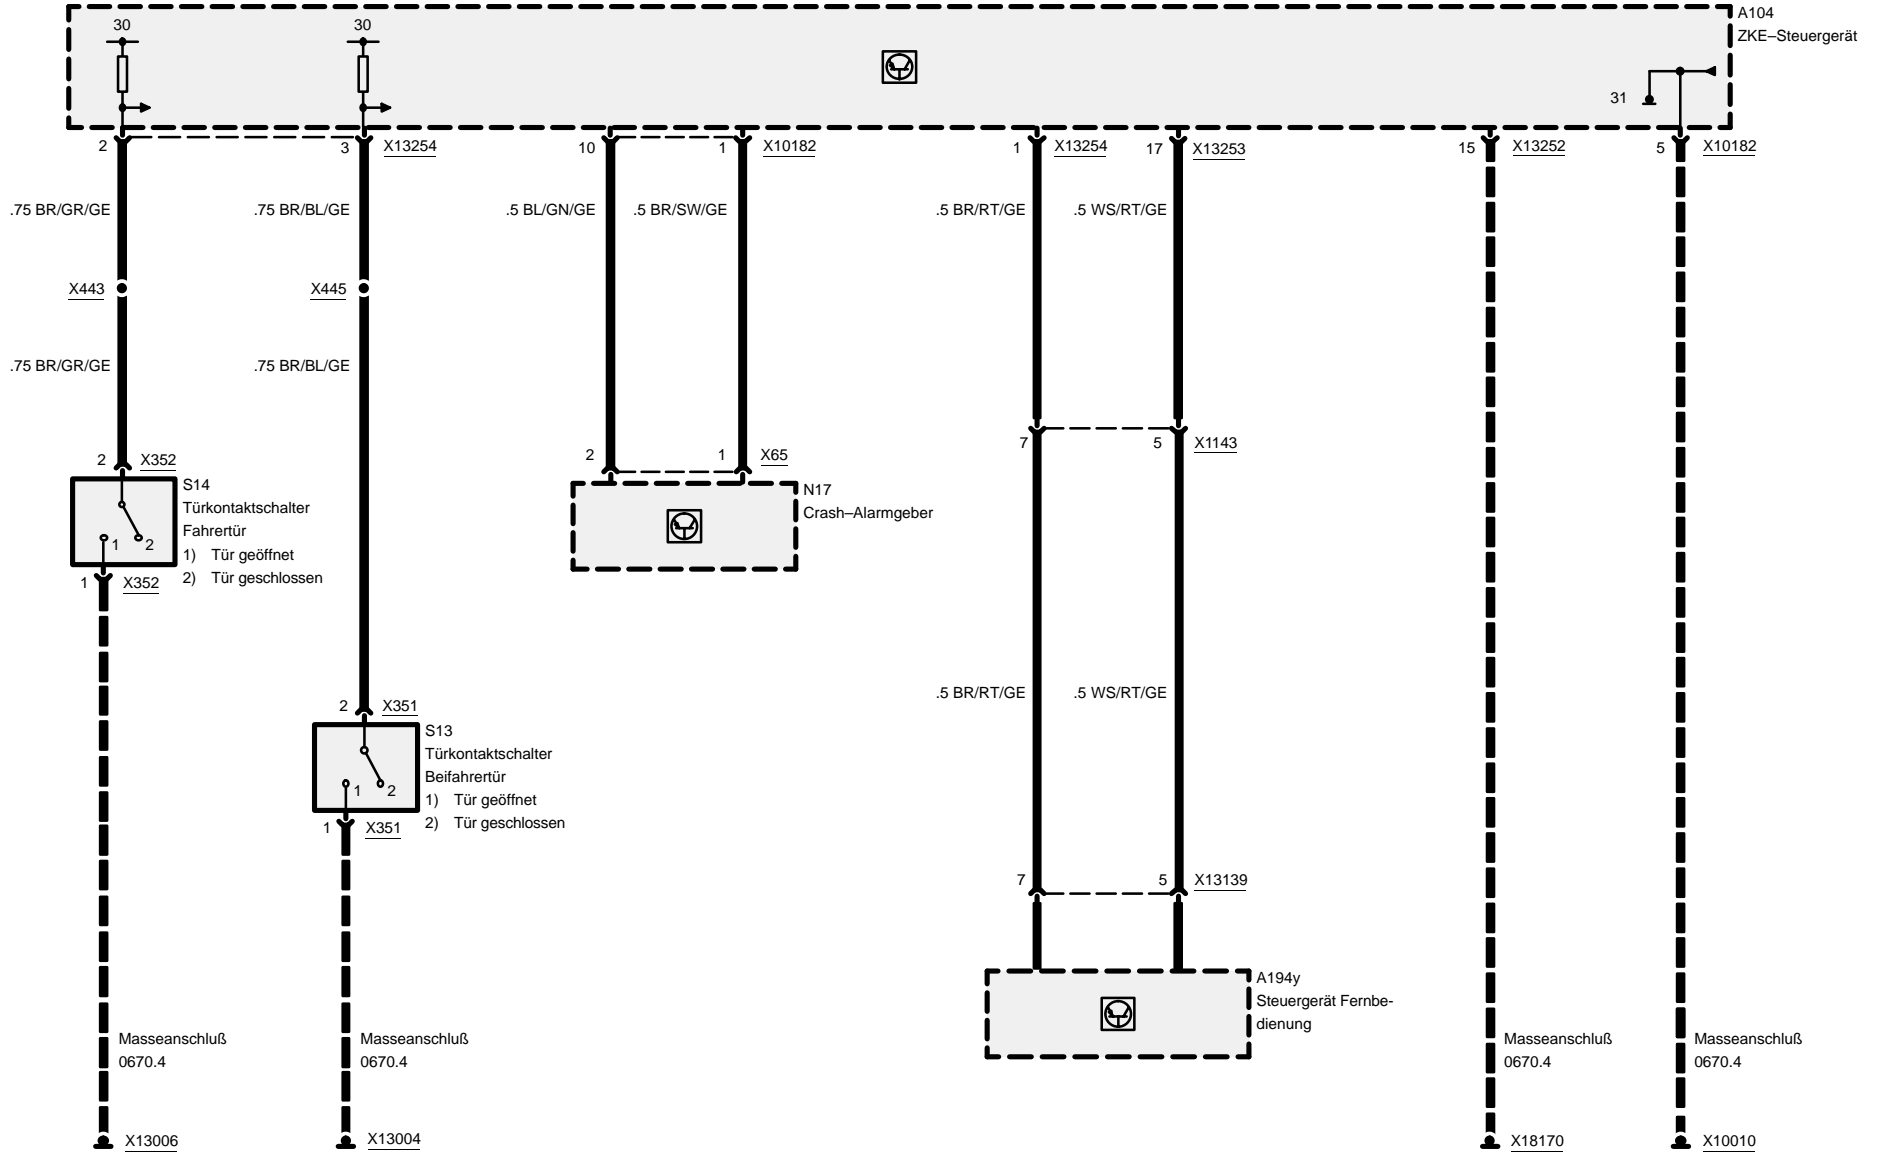 30
30
A104
ZKE–Steuergerät
31
2
3
X13254
10
1
X10182
1
X13254
17
X13253
15
X13252
5
X10182
.75 BR/GR/GE
.75 BR/BL/GE
.5 BL/GN/GE
.5 BR/SW/GE
.5 BR/RT/GE
.5 WS/RT/GE
X443
X445
.75 BR/GR/GE
.75 BR/BL/GE
7
5
X1143
2
X352
2
1
X65
S14
Türkontaktschalter
Fahrertür
1) Tür geöffnet
2) Tür geschlossen
1
2
1
X352
N17
Crash–Alarmgeber
.5 BR/RT/GE
.5 WS/RT/GE
2
X351
S13
Türkontaktschalter
Beifahrertür
1) Tür geöffnet
2) Tür geschlossen
1
2
1
X351
7
5
X13139
A194y
Steuergerät Fernbe-
dienung
Masseanschluß
0670.4
Masseanschluß
0670.4
Masseanschluß
0670.4
Masseanschluß
0670.4
X13006
X13004
X18170
X10010